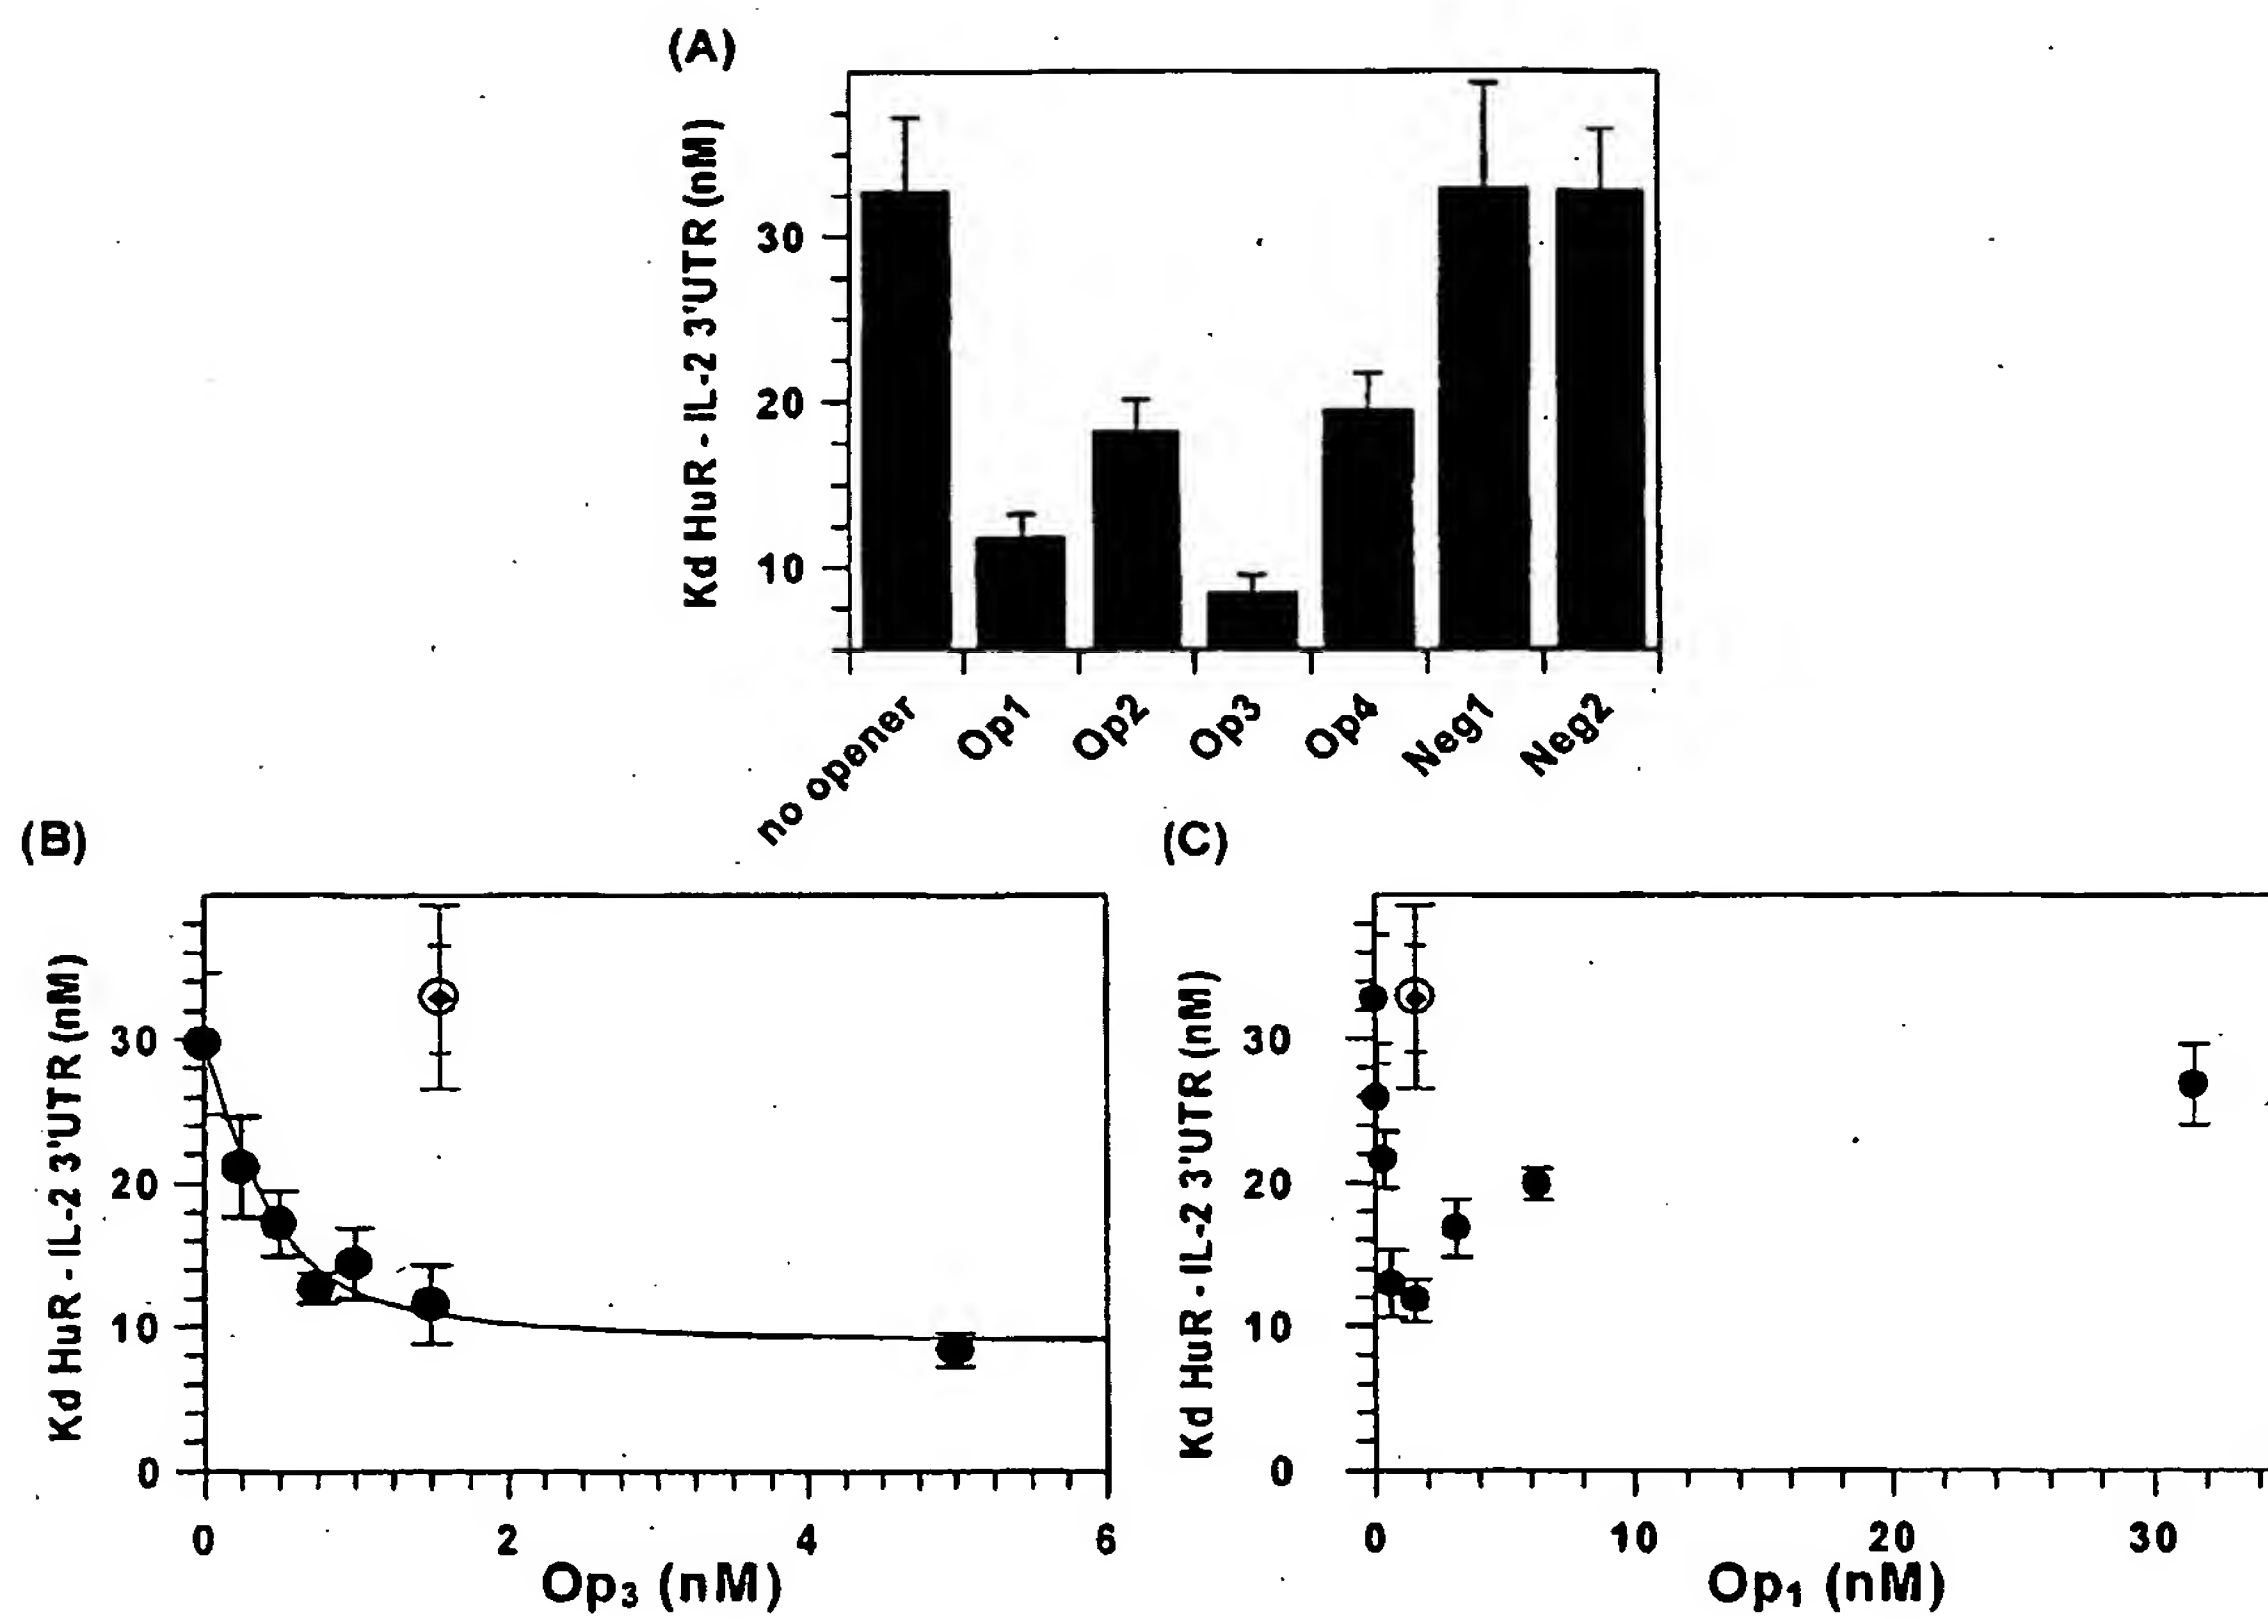 (A)
Kd HuR - IL-2 3'UTR (nM)
30
20
10
no opener
Op1
Op2
Op3
Op4
Neg1
Neg2
(B)
Kd HuR - IL-2 3'UTR (nM)
30
20
10
0
0
2
4
6
Op₃ (nM)
(C)
Kd HuR - IL-2 3'UTR (nM)
30
20
10
0
0
10
20
30
Op₁ (nM)